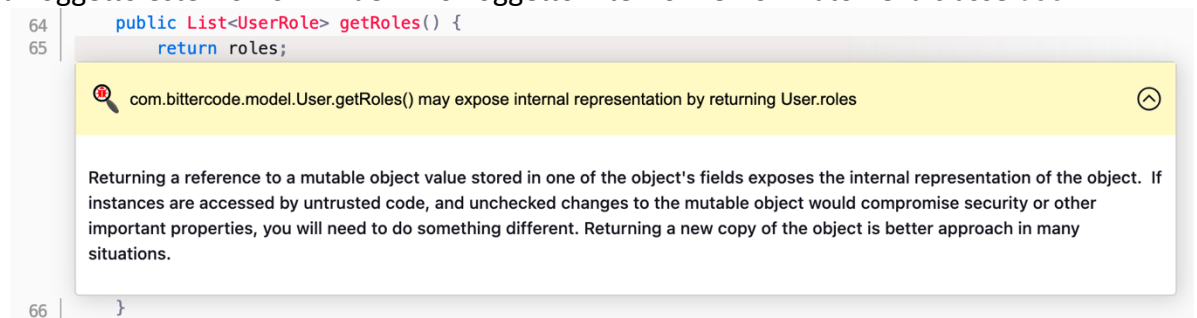 64 public List<UserRole> getRoles() {
65 return roles;
com.bittercode.model.User.getRoles() may expose internal representation by returning User.roles
Returning a reference to a mutable object value stored in one of the object's fields exposes the internal representation of the object. If
instances are accessed by untrusted code, and unchecked changes to the mutable object would compromise security or other
important properties, you will need to do something different. Returning a new copy of the object is better approach in many
situations.
66 }